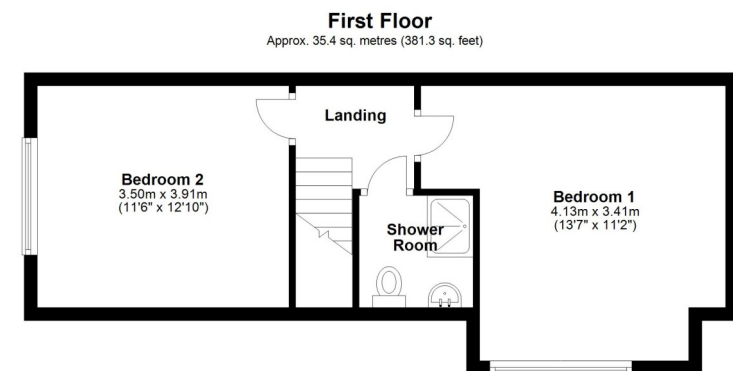 First Floor
Approx. 35.4 sq. metres (381.3 sq. feet)
Landing
Bedroom 2
3.50m x 3.91m
(11'6" x 12'10")
Bedroom 1
4.13m x 3.41m
(13'7" x 11'2")
Shower
Room